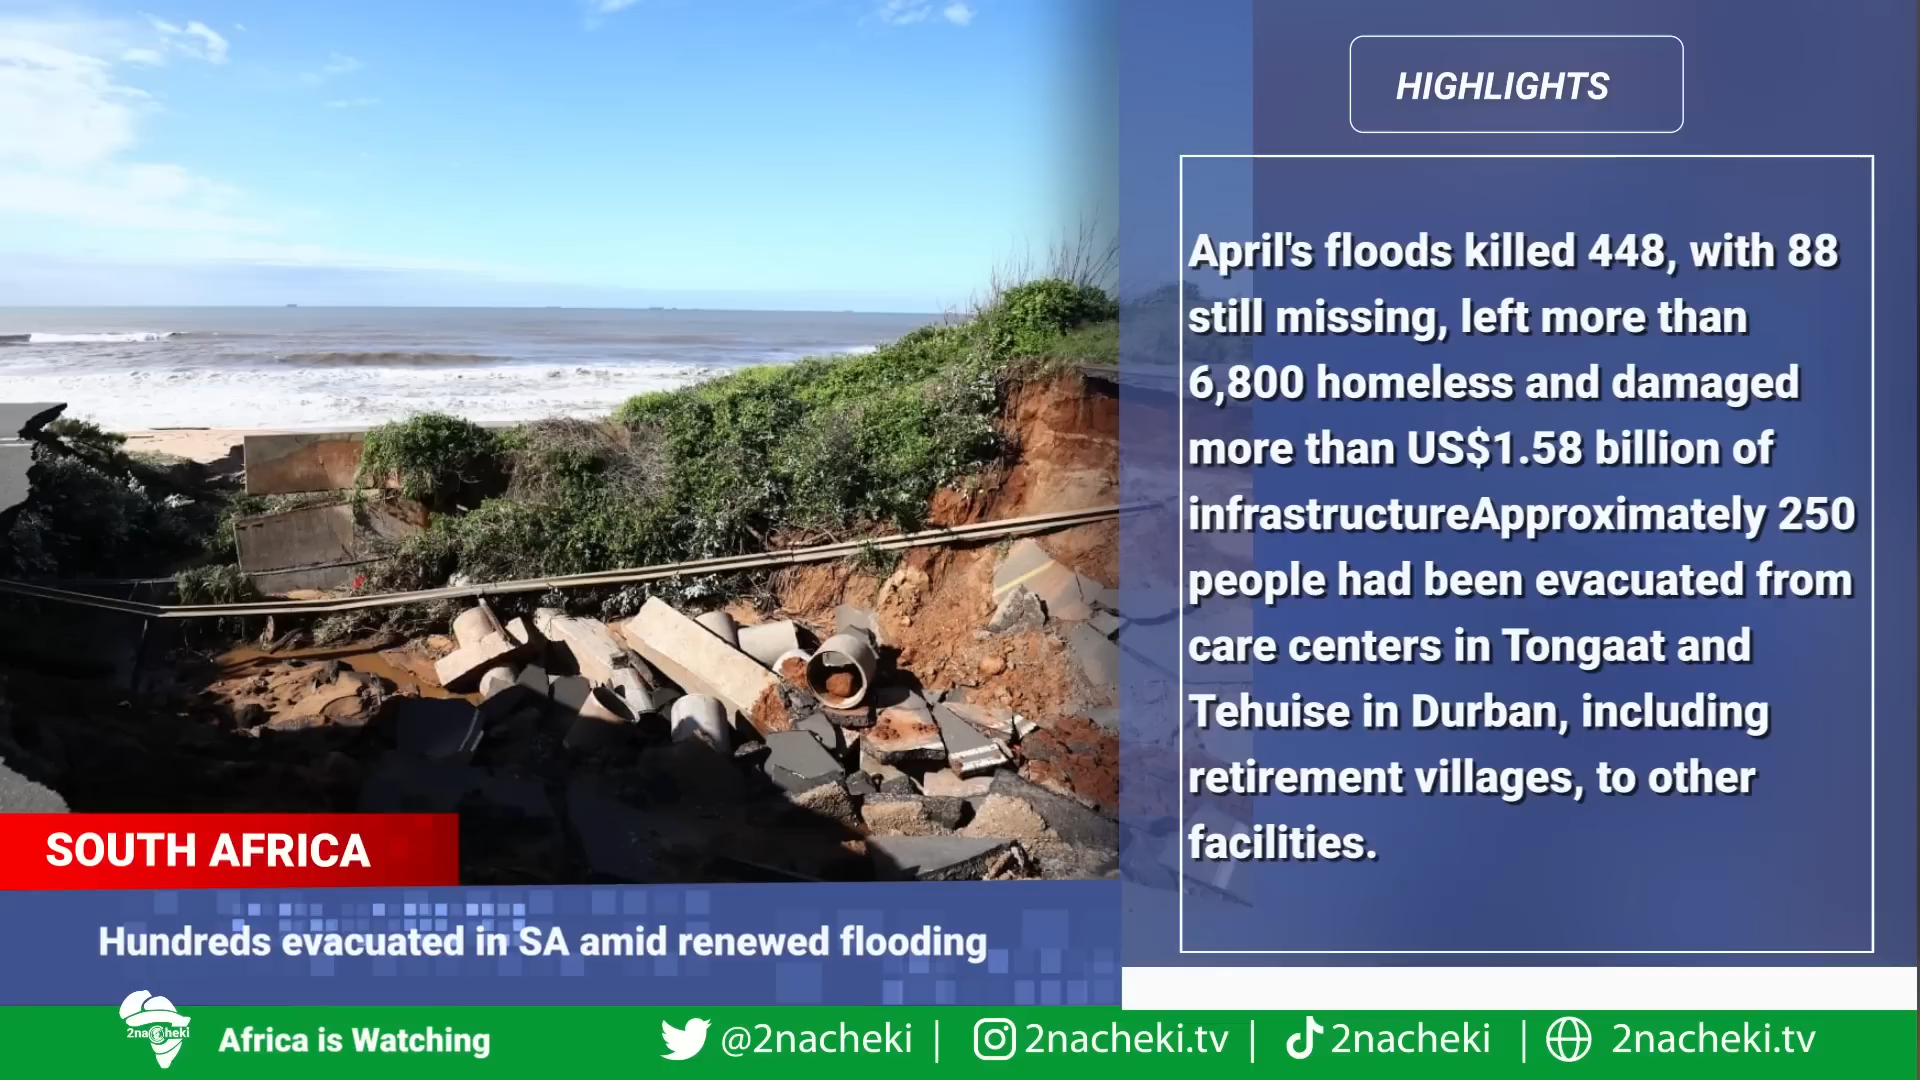 HIGHLIGHTS
April's floods killed 448, with 88
still missing, left more than
6,800 homeless and damaged
more than US$1.58 billion of
infrastructureApproximately 250
people had been evacuated from
care centers in Tongaat and
Tehuise in Durban, including
retirement villages, to other
facilities.
SOUTH AFRICA
Hundreds evacuated in SA amid renewed flooding
2nacheki
Africa is Watching
@2nacheki | 2nacheki.tv | 2nacheki | 2nacheki.tv